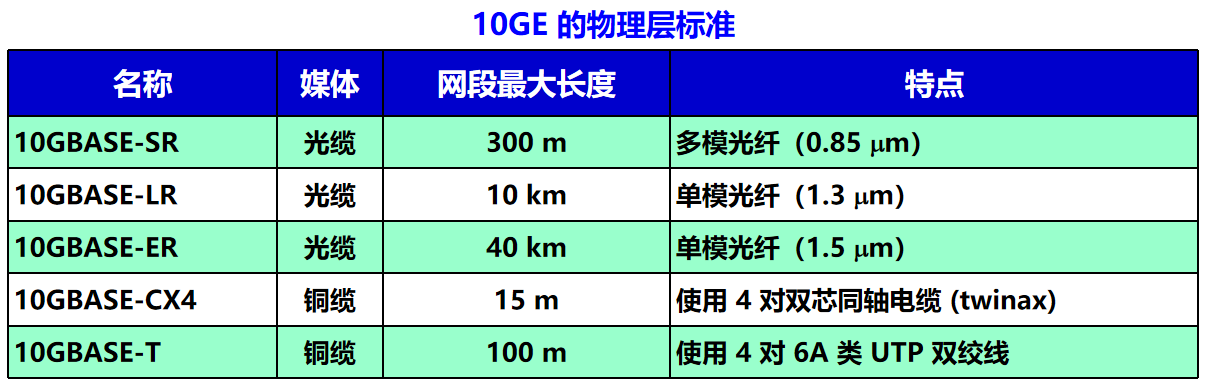 10GE 的物理层标准
名称 媒体 网段最大长度 特点
10GBASE-SR 光缆 300 m 多模光纤（0.85 μm）
10GBASE-LR 光缆 10 km 单模光纤（1.3 μm）
10GBASE-ER 光缆 40 km 单模光纤（1.5 μm）
10GBASE-CX4 铜缆 15 m 使用 4 对双芯同轴电缆 (twinax)
10GBASE-T 铜缆 100 m 使用 4 对 6A 类 UTP 双绞线